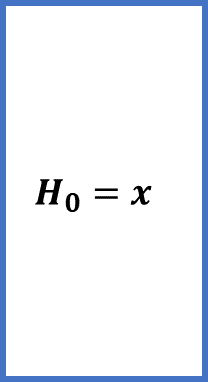 H₀ = x